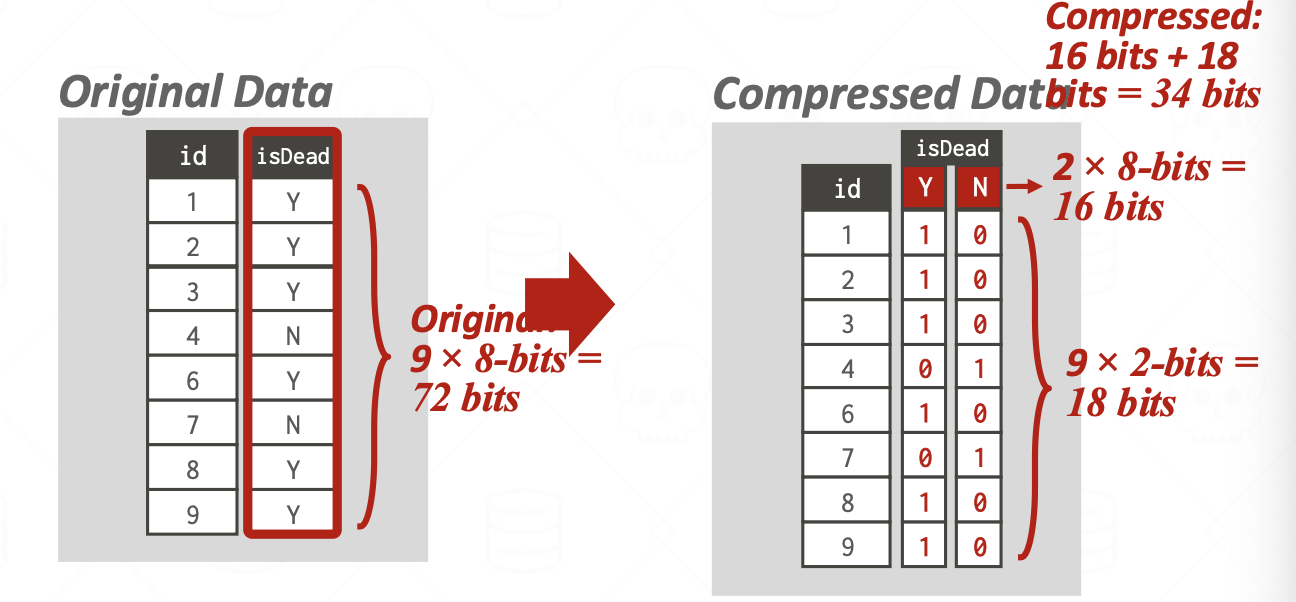 Original Data
id isDead
1 Y
2 Y
3 Y
4 N
6 Y
7 N
8 Y
9 Y
9 × 8-bits =
72 bits
Compressed Data
Compressed:
16 bits + 18
bits = 34 bits
isDead
id Y N
2 × 8-bits =
16 bits
1 1 0
2 1 0
3 1 0
4 0 1
6 1 0
7 0 1
8 1 0
9 1 0
9 × 2-bits =
18 bits